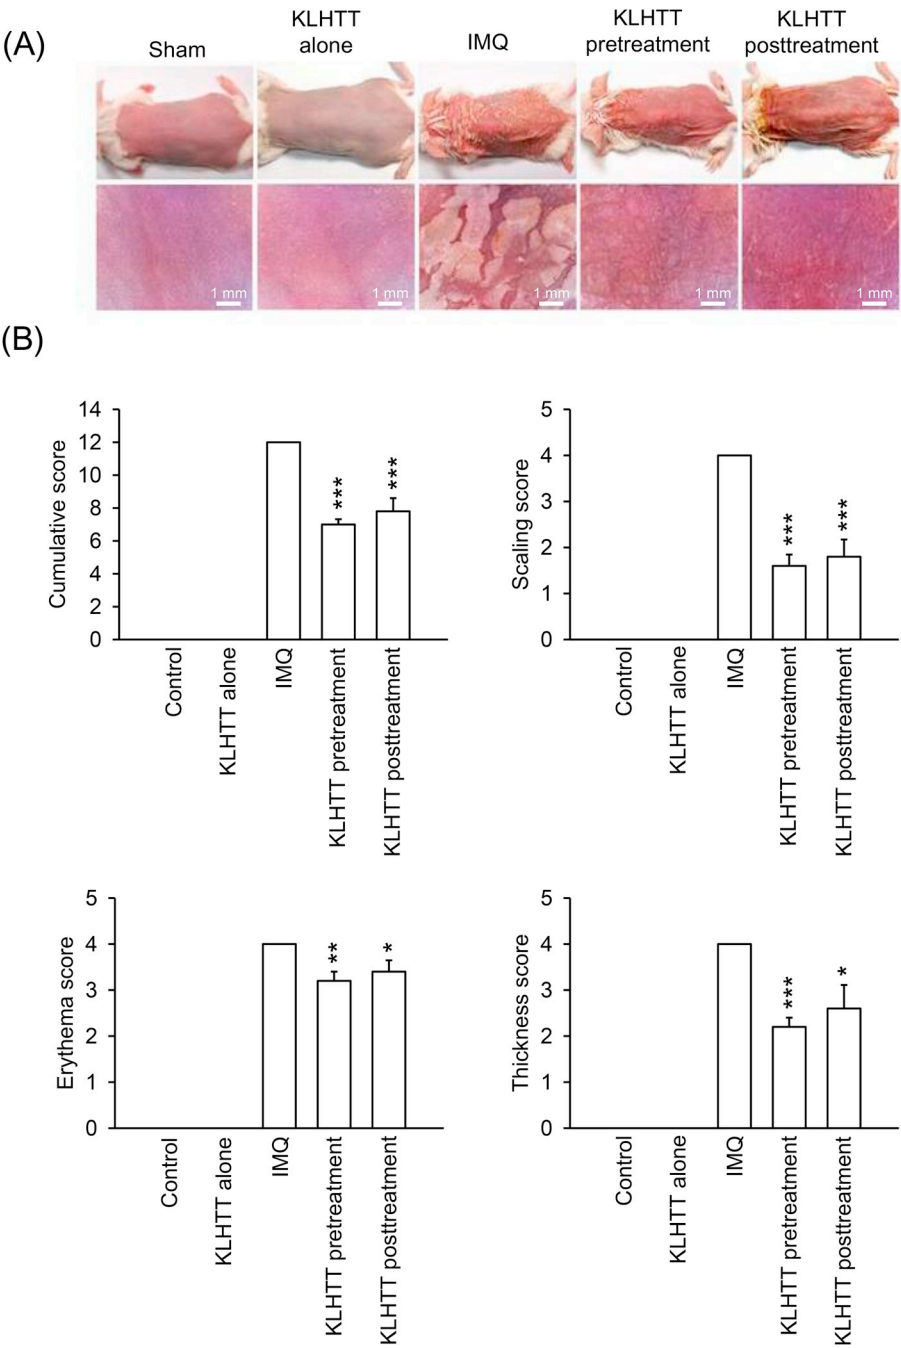 (A)
Sham
KLHTT
alone
IMQ
KLHTT
pretreatment
KLHTT
posttreatment
1 mm
1 mm
1 mm
1 mm
1 mm
(B)
Cumulative score
14
12
10
8
6
4
2
0
***
***
Control
KLHTT alone
IMQ
KLHTT pretreatment
KLHTT posttreatment
Scaling score
5
4
3
2
1
0
***
***
Control
KLHTT alone
IMQ
KLHTT pretreatment
KLHTT posttreatment
Erythema score
5
4
3
2
1
0
**
*
Control
KLHTT alone
IMQ
KLHTT pretreatment
KLHTT posttreatment
Thickness score
5
4
3
2
1
0
***
*
Control
KLHTT alone
IMQ
KLHTT pretreatment
KLHTT posttreatment